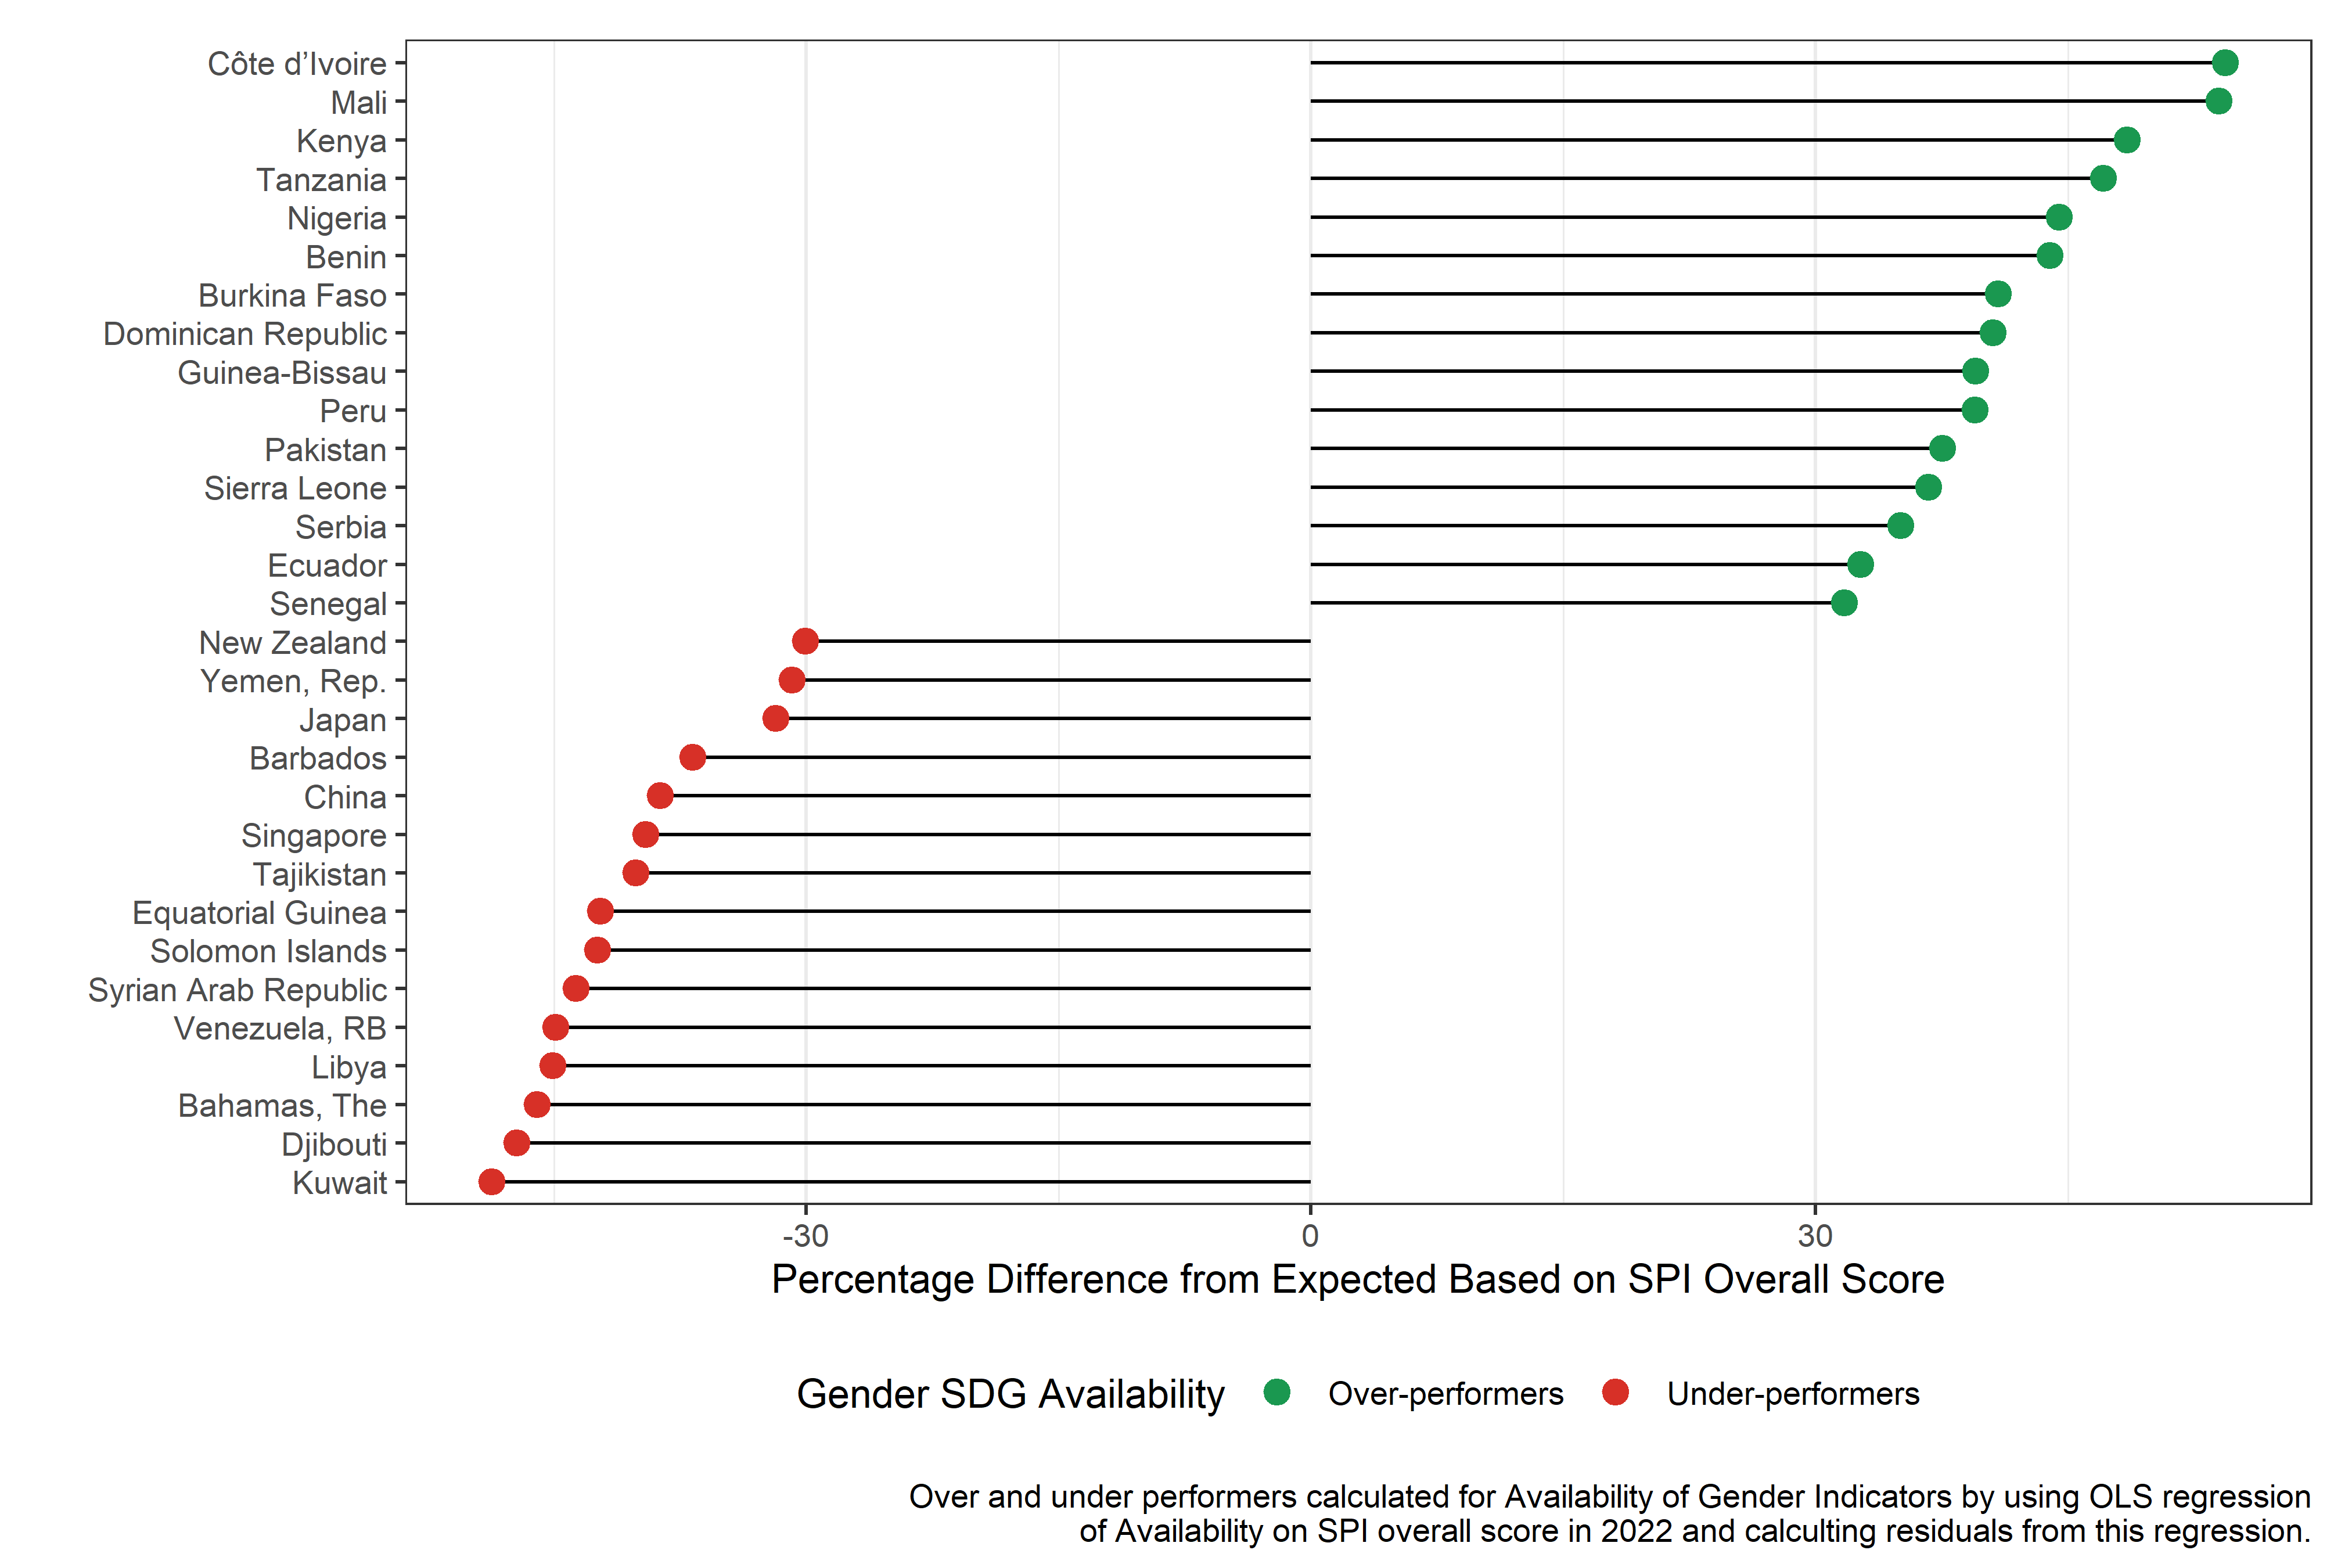 Côte d’Ivoire
Mali
Kenya
Tanzania
Nigeria
Benin
Burkina Faso
Dominican Republic
Guinea-Bissau
Peru
Pakistan
Sierra Leone
Serbia
Ecuador
Senegal
New Zealand
Yemen, Rep.
Japan
Barbados
China
Singapore
Tajikistan
Equatorial Guinea
Solomon Islands
Syrian Arab Republic
Venezuela, RB
Libya
Bahamas, The
Djibouti
Kuwait
-30 0 30
Percentage Difference from Expected Based on SPI Overall Score
Gender SDG Availability Over-performers Under-performers
Over and under performers calculated for Availability of Gender Indicators by using OLS regression
of Availability on SPI overall score in 2022 and calculting residuals from this regression.